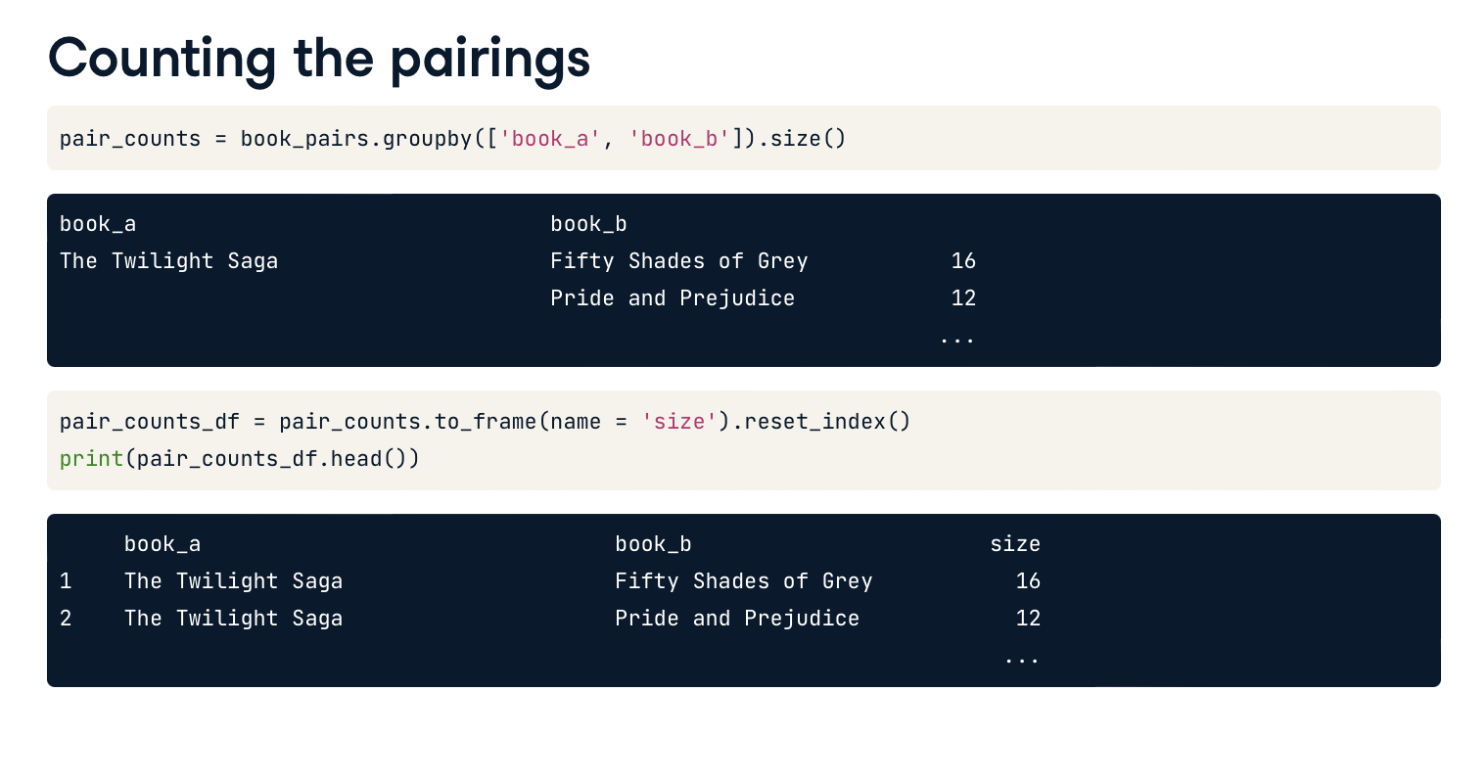 Counting the pairings
pair_counts = book_pairs.groupby(['book_a', 'book_b']).size()
book_a book_b
The Twilight Saga Fifty Shades of Grey 16
Pride and Prejudice 12
...
pair_counts_df = pair_counts.to_frame(name = 'size').reset_index()
print(pair_counts_df.head())
book_a book_b size
1 The Twilight Saga Fifty Shades of Grey 16
2 The Twilight Saga Pride and Prejudice 12
...